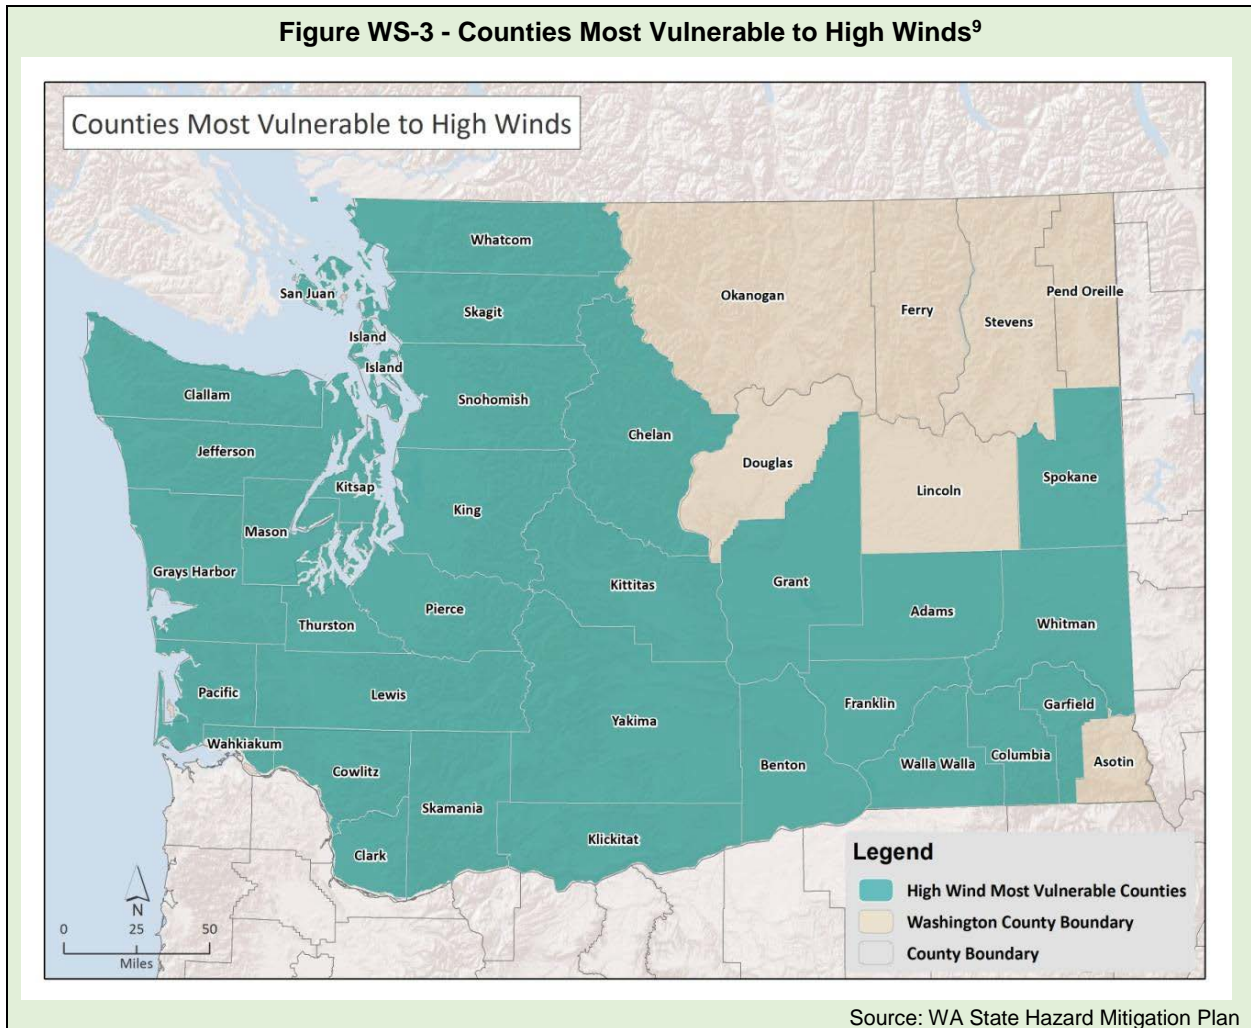 Figure WS-3 - Counties Most Vulnerable to High Winds⁹
Counties Most Vulnerable to High Winds
Whatcom
San Juan
Skagit
Okanogan
Ferry
Stevens
Pend Oreille
Island
Island
Clallam
Snohomish
Chelan
Jefferson
Douglas
Spokane
Lincoln
Kitsap
King
Mason
Grays Harbor
Kittitas
Grant
Pierce
Adams
Whitman
Thurston
Pacific
Lewis
Franklin
Garfield
Yakima
Wahkiakum
Columbia
Asotin
Benton
Walla Walla
Cowlitz
Skamania
Klickitat
Clark
Legend
High Wind Most Vulnerable Counties
Washington County Boundary
County Boundary
N
0 25 50
Miles
Source: WA State Hazard Mitigation Plan